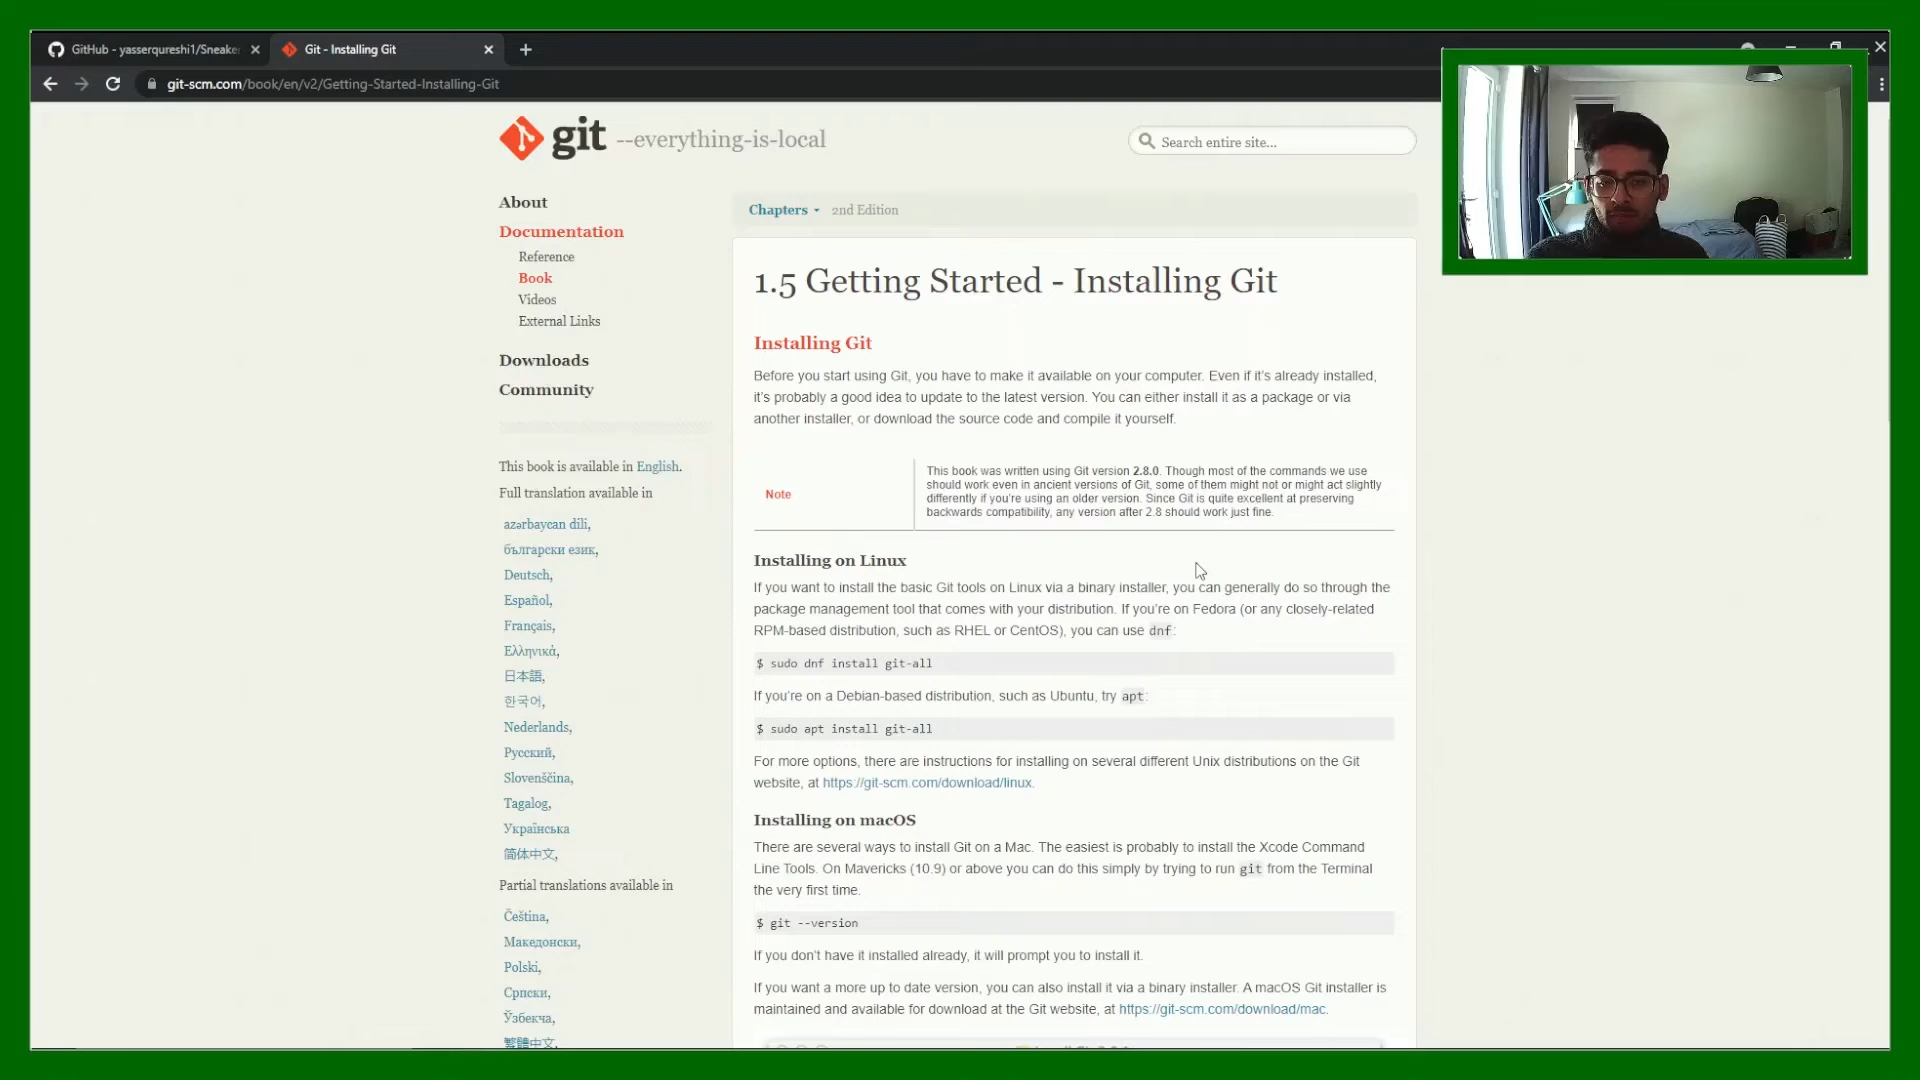 GitHub - yasserqureshi1/Sneaker
Git - Installing Git
git-scm.com/book/en/v2/Getting-Started-Installing-Git
git --everything-is-local
Search entire site...
About
Documentation
Reference
Book
Videos
External Links
Downloads
Community
This book is available in English.
Full translation available in
azərbaycan dili,
български език,
Deutsch,
Español,
Français,
Ελληνικά,
日本語,
한국어,
Nederlands,
Русский,
Slovenščina,
Tagalog,
Українська
简体中文,
Partial translations available in
Čeština,
Македонски,
Polski,
Српски,
Ўзбекча,
繁體中文,
Chapters 2nd Edition
1.5 Getting Started - Installing Git
Installing Git
Before you start using Git, you have to make it available on your computer. Even if it's already installed,
it's probably a good idea to update to the latest version. You can either install it as a package or via
another installer, or download the source code and compile it yourself.
Note
This book was written using Git version 2.8.0. Though most of the commands we use
should work even in ancient versions of Git, some of them might not or might act slightly
differently if you're using an older version. Since Git is quite excellent at preserving
backwards compatibility, any version after 2.8 should work just fine.
Installing on Linux
If you want to install the basic Git tools on Linux via a binary installer, you can generally do so through the
package management tool that comes with your distribution. If you're on Fedora (or any closely-related
RPM-based distribution, such as RHEL or CentOS), you can use dnf:
$ sudo dnf install git-all
If you're on a Debian-based distribution, such as Ubuntu, try apt:
$ sudo apt install git-all
For more options, there are instructions for installing on several different Unix distributions on the Git
website, at https://git-scm.com/download/linux.
Installing on macOS
There are several ways to install Git on a Mac. The easiest is probably to install the Xcode Command
Line Tools. On Mavericks (10.9) or above you can do this simply by trying to run git from the Terminal
the very first time.
$ git --version
If you don't have it installed already, it will prompt you to install it.
If you want a more up to date version, you can also install it via a binary installer. A macOS Git installer is
maintained and available for download at the Git website, at https://git-scm.com/download/mac.